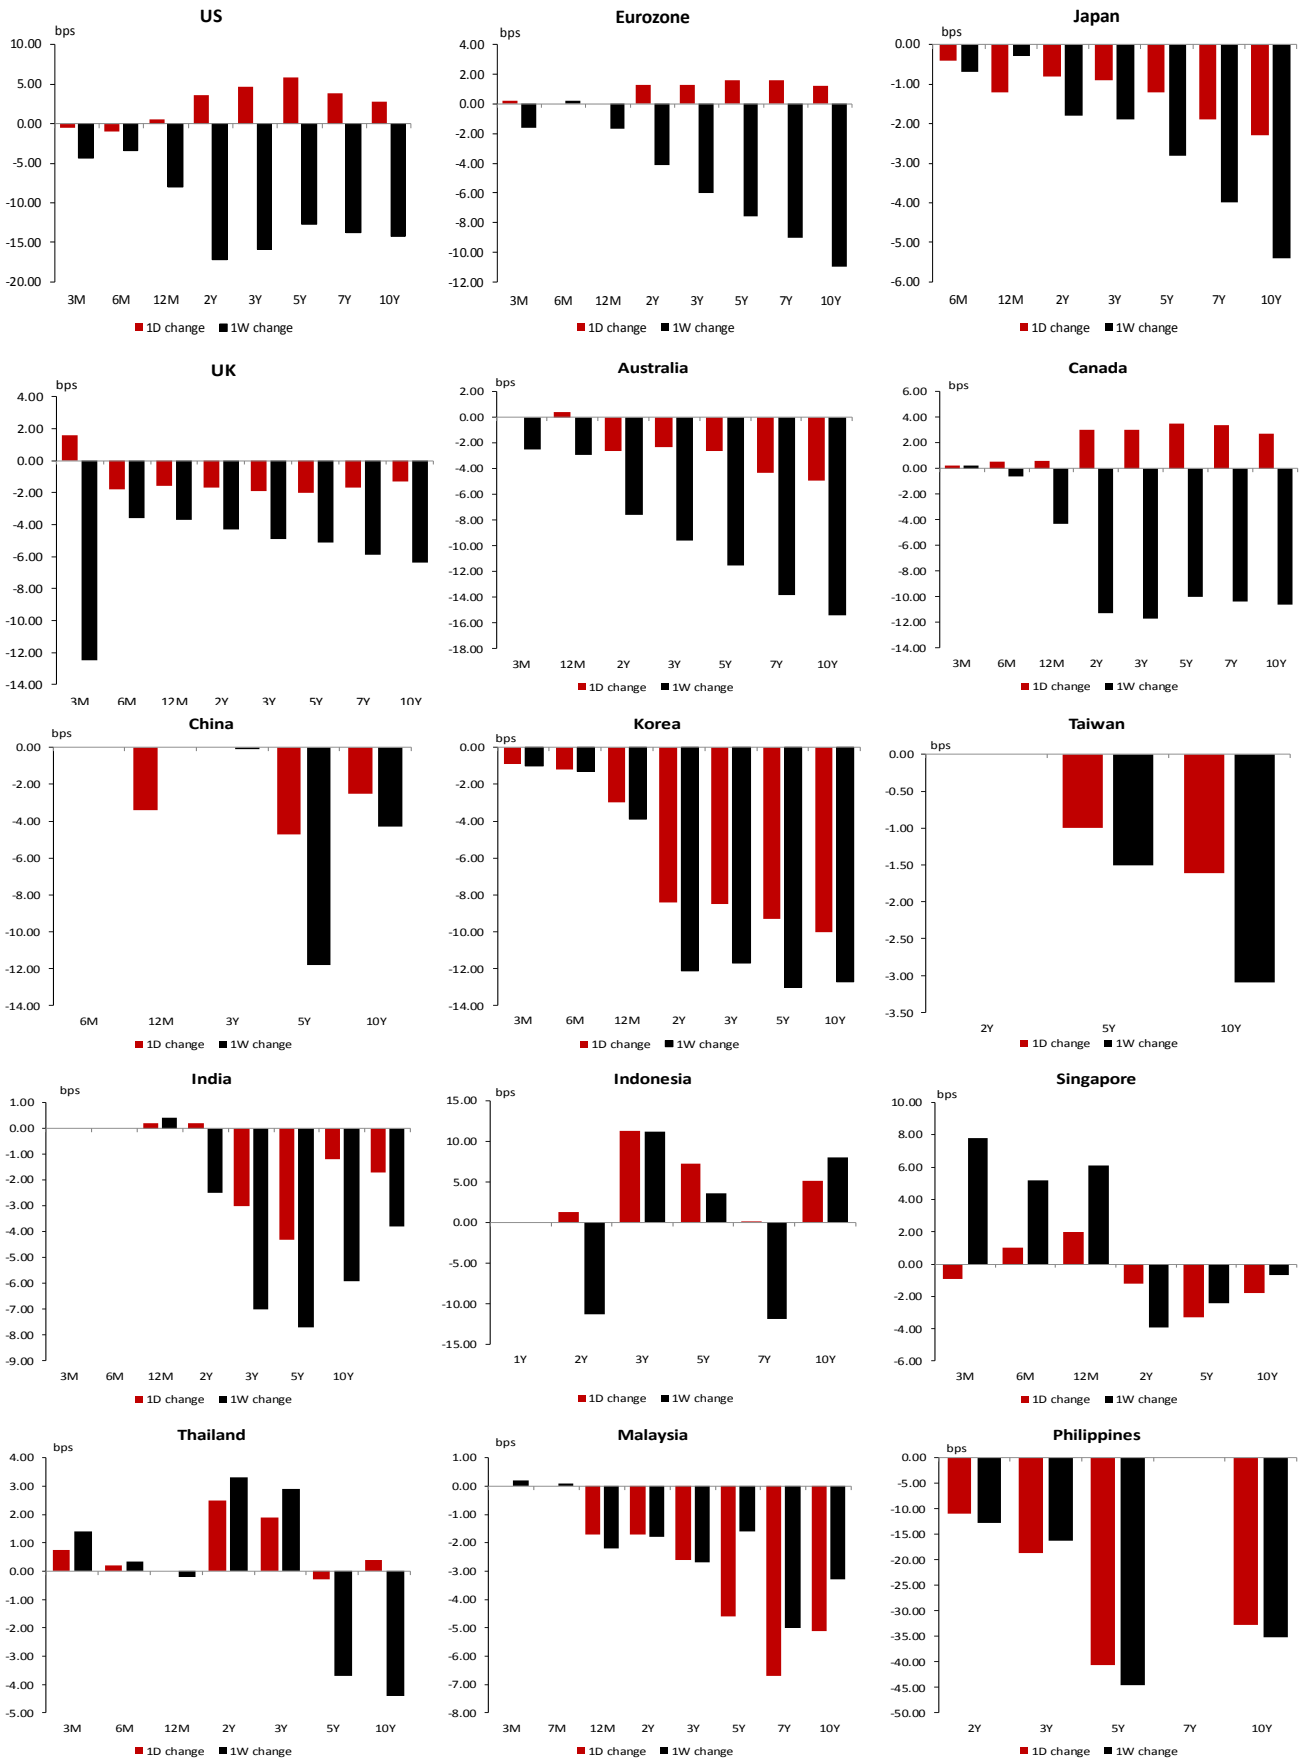 US
bps
10.00
5.00
0.00
-5.00
-10.00
-15.00
-20.00
3M 6M 12M 2Y 3Y 5Y 7Y 10Y
1D change 1W change
Eurozone
bps
4.00
2.00
0.00
-2.00
-4.00
-6.00
-8.00
-10.00
-12.00
3M 6M 12M 2Y 3Y 5Y 7Y 10Y
1D change 1W change
Japan
bps
0.00
-1.00
-2.00
-3.00
-4.00
-5.00
-6.00
6M 12M 2Y 3Y 5Y 7Y 10Y
1D change 1W change
UK
bps
4.00
2.00
0.00
-2.00
-4.00
-6.00
-8.00
-10.00
-12.00
-14.00
3M 6M 12M 2Y 3Y 5Y 7Y 10Y
Australia
bps
2.00
0.00
-2.00
-4.00
-6.00
-8.00
-10.00
-12.00
-14.00
-16.00
-18.00
3M 12M 2Y 3Y 5Y 7Y 10Y
1D change 1W change
Canada
bps
6.00
4.00
2.00
0.00
-2.00
-4.00
-6.00
-8.00
-10.00
-12.00
-14.00
3M 6M 12M 2Y 3Y 5Y 7Y 10Y
1D change 1W change
China
bps
0.00
-2.00
-4.00
-6.00
-8.00
-10.00
-12.00
-14.00
6M 12M 3Y 5Y 10Y
1D change 1W change
Korea
bps
0.00
-2.00
-4.00
-6.00
-8.00
-10.00
-12.00
-14.00
3M 6M 12M 2Y 3Y 5Y 10Y
1D change 1W change
Taiwan
bps
0.00
-0.50
-1.00
-1.50
-2.00
-2.50
-3.00
-3.50
2Y 5Y 10Y
1D change 1W change
India
bps
1.00
0.00
-1.00
-2.00
-3.00
-4.00
-5.00
-6.00
-7.00
-8.00
-9.00
3M 6M 12M 2Y 3Y 5Y 10Y
1D change 1W change
Indonesia
bps
15.00
10.00
5.00
0.00
-5.00
-10.00
-15.00
1Y 2Y 3Y 5Y 7Y 10Y
1D change 1W change
Singapore
bps
10.00
8.00
6.00
4.00
2.00
0.00
-2.00
-4.00
-6.00
3M 6M 12M 2Y 5Y 10Y
1D change 1W change
Thailand
bps
4.00
3.00
2.00
1.00
0.00
-1.00
-2.00
-3.00
-4.00
-5.00
3M 6M 12M 2Y 3Y 5Y 10Y
1D change 1W change
Malaysia
bps
1.00
0.00
-1.00
-2.00
-3.00
-4.00
-5.00
-6.00
-7.00
-8.00
3M 7M 12M 2Y 3Y 5Y 7Y 10Y
1D change 1W change
Philippines
bps
0.00
-5.00
-10.00
-15.00
-20.00
-25.00
-30.00
-35.00
-40.00
-45.00
-50.00
2Y 3Y 5Y 7Y 10Y
1D change 1W change